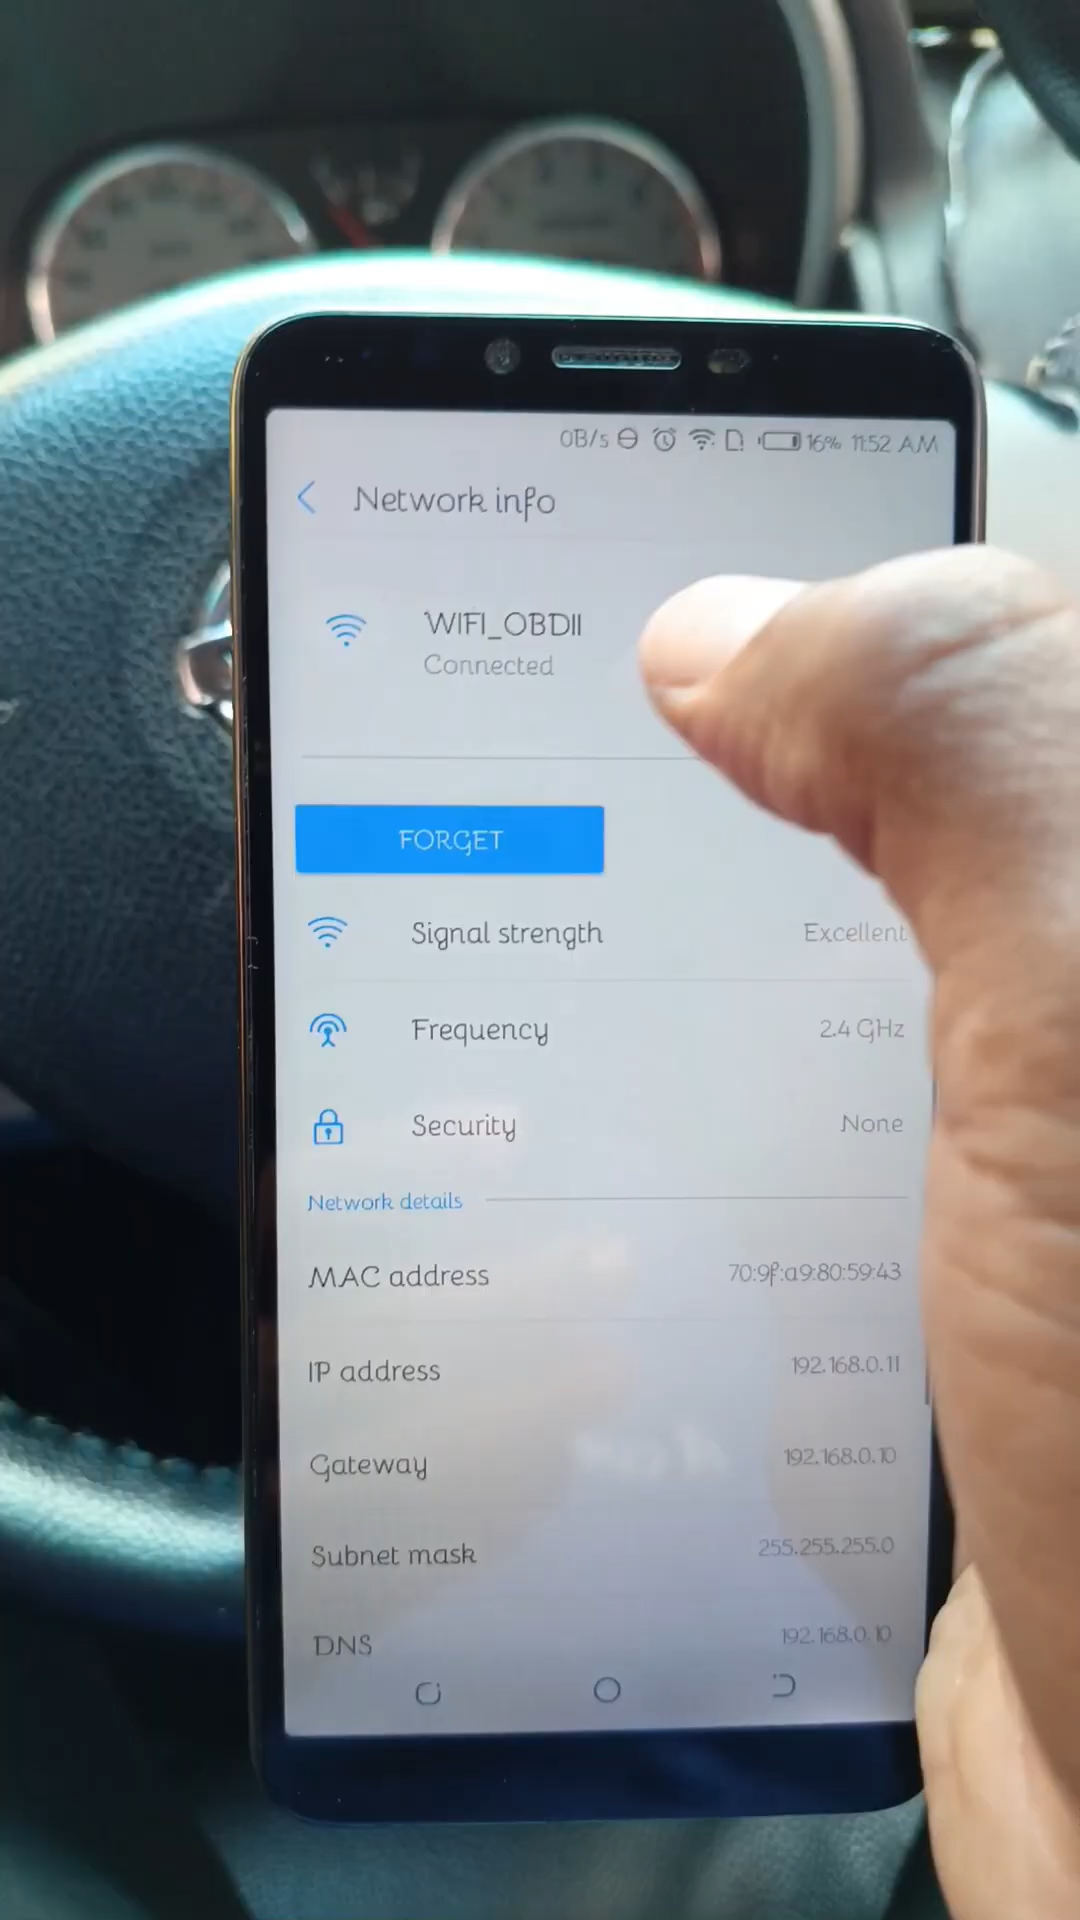 0B/s 16% 11:52 AM
Network info
WIFI_OBDII
Connected
FORGET
Signal strength Excellent
Frequency 2.4 GHz
Security None
Network details
MAC address 70:9f:a9:80:59:43
IP address 192.168.0.11
Gateway 192.168.0.10
Subnet mask 255.255.255.0
DNS 192.168.0.10